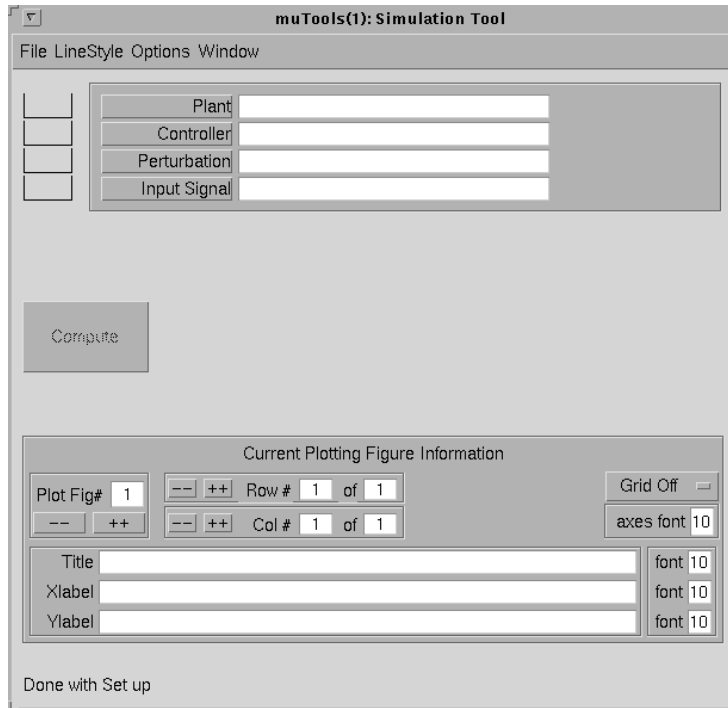 muTools(1): Simulation Tool
File LineStyle Options Window
Plant
Controller
Perturbation
Input Signal
Compute
Current Plotting Figure Information
Plot Fig# 1 -- ++ Row # 1 of 1 Grid Off
-- ++ -- ++ Col # 1 of 1 axes font 10
Title font 10
Xlabel font 10
Ylabel font 10
Done with Set up